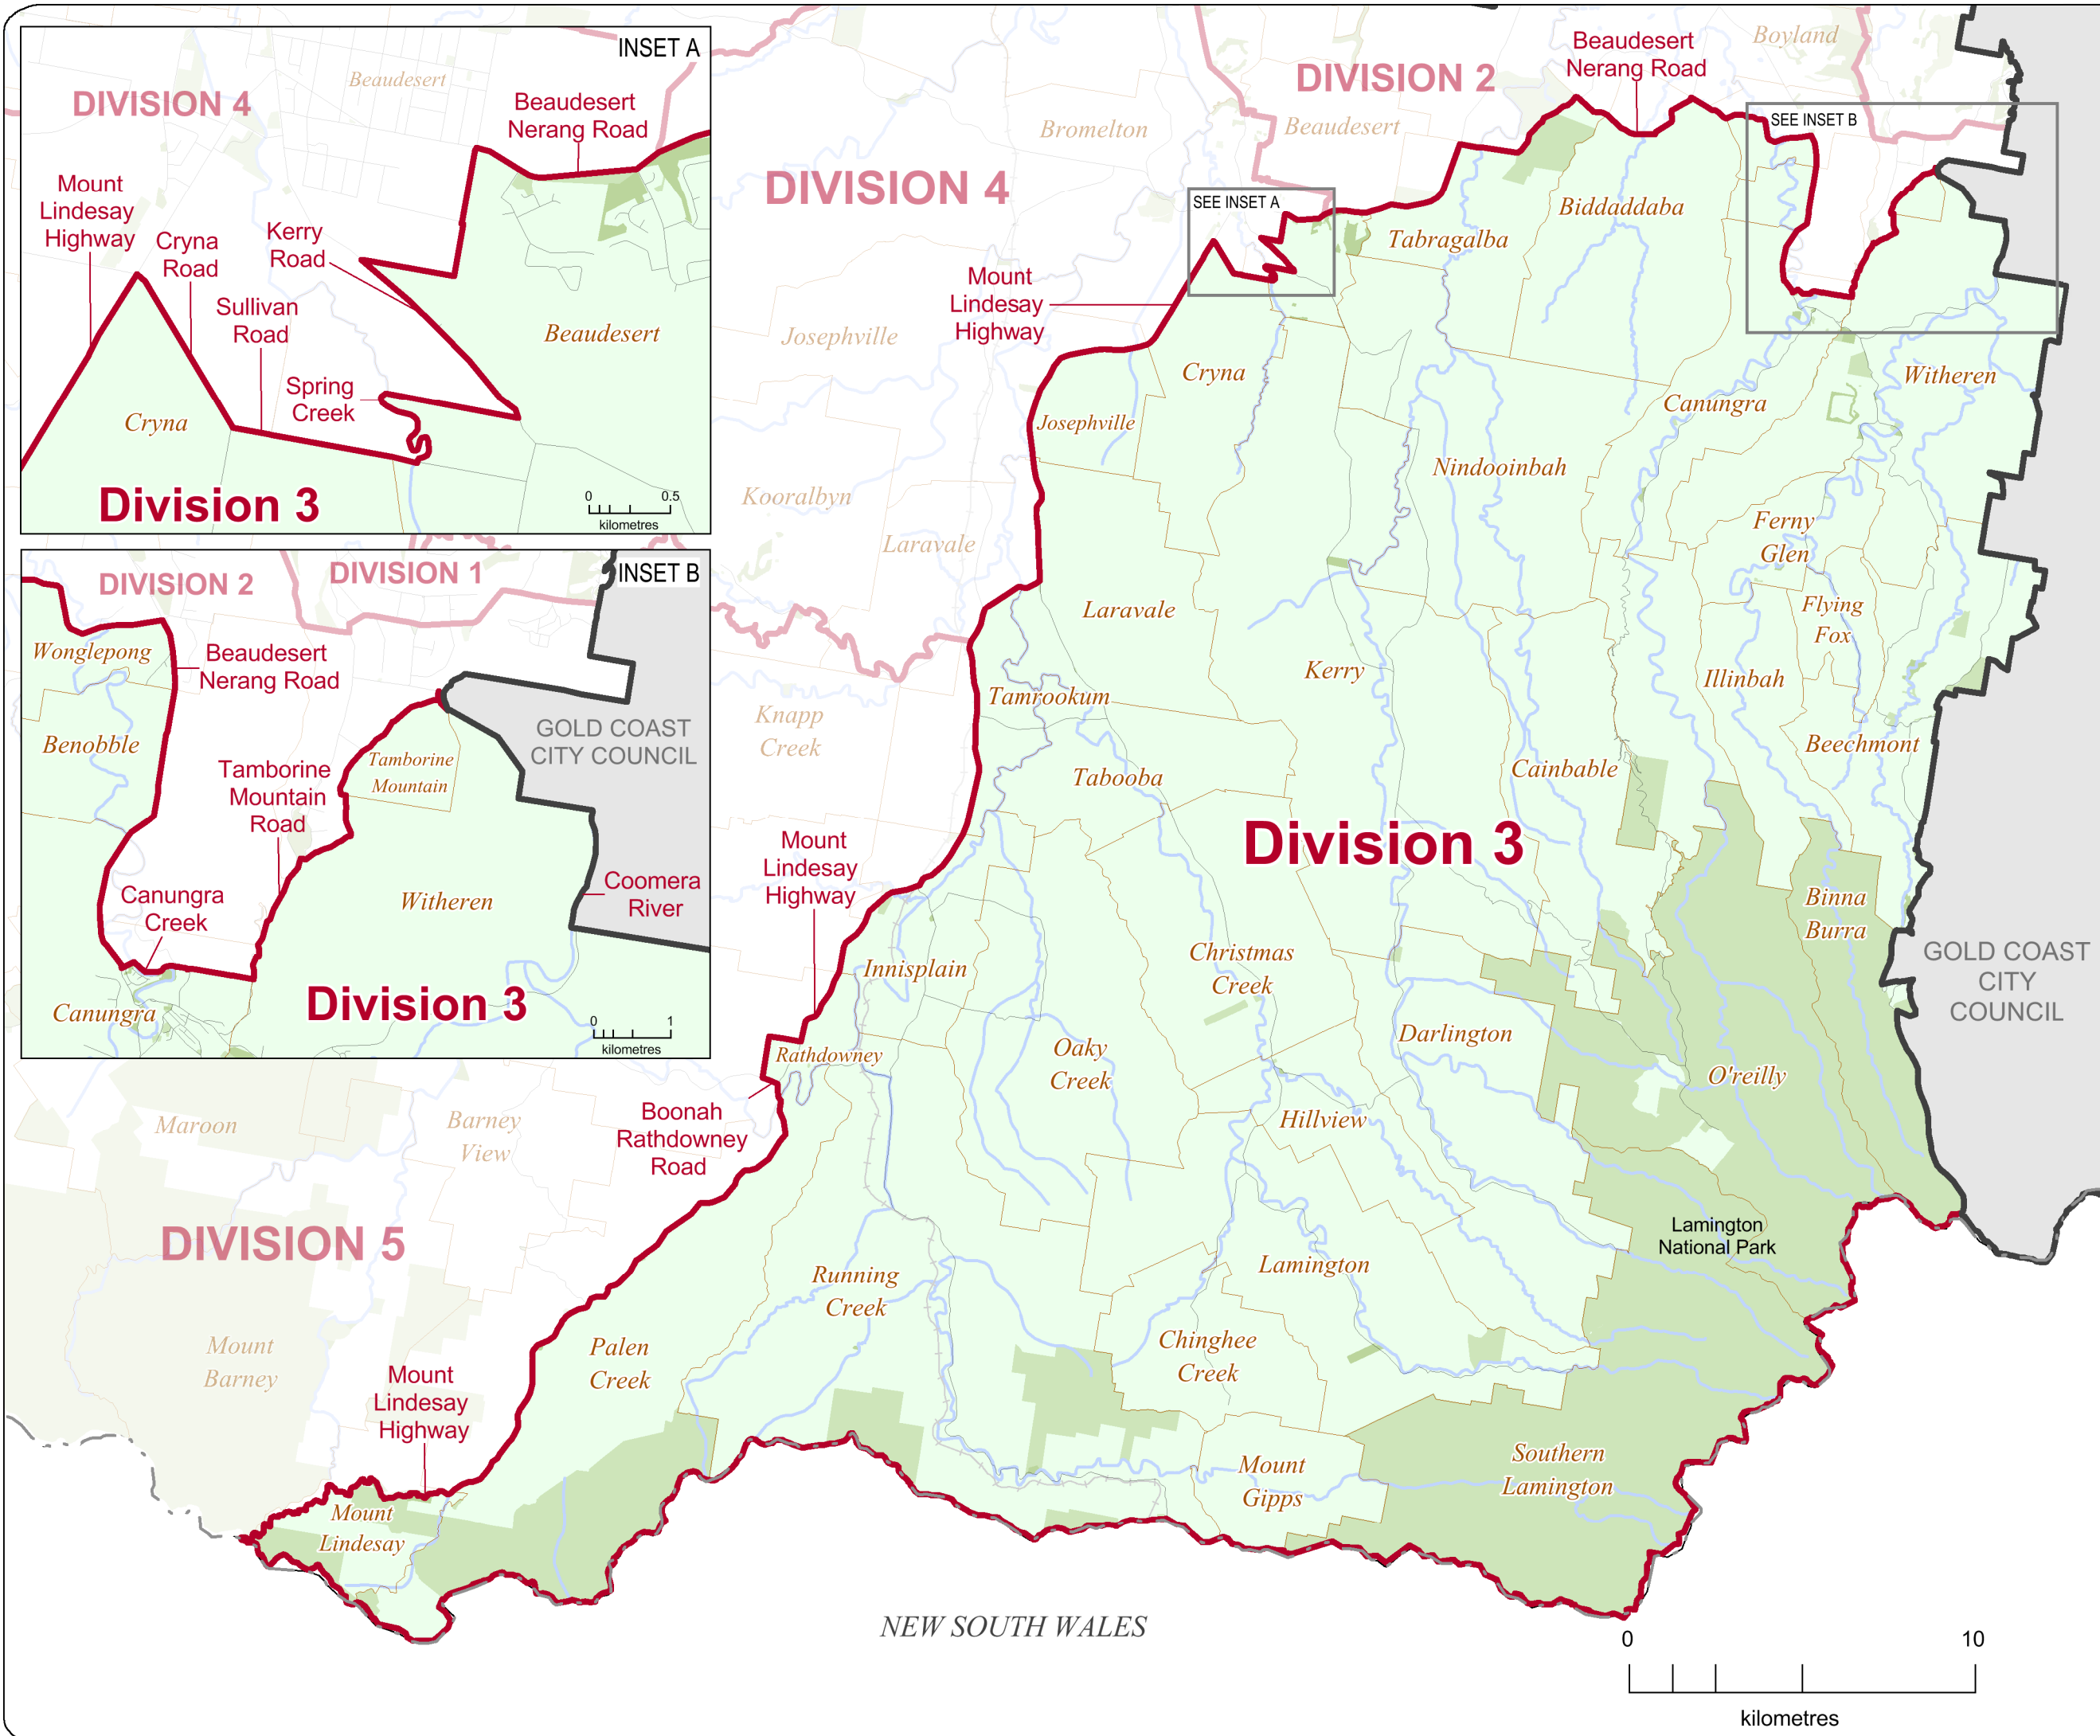 INSET A
Beaudesert
DIVISION 4
Beaudesert
Nerang Road
Mount
Lindesay
Highway
Cryna
Road
Kerry
Road
Sullivan
Road
Spring
Creek
Beaudesert
Cryna
Division 3
0 0.5
kilometres
INSET B
DIVISION 2
DIVISION 1
Wonglepong
Beaudesert
Nerang Road
Benobble
GOLD COAST
CITY COUNCIL
Tamborine
Mountain
Tamborine
Mountain
Road
Canungra
Creek
Witheren
Coomera
River
Canungra
Division 3
0 1
kilometres
Boyland
Beaudesert
Nerang Road
DIVISION 2
Bromelton
Beaudesert
SEE INSET B
DIVISION 4
SEE INSET A
Biddaddaba
Tabragalba
Mount
Lindesay
Highway
Josephville
Cryna
Witheren
Canungra
Josephville
Nindooinbah
Kooralbyn
Laravale
Ferny
Glen
Laravale
Flying
Fox
Kerry
Illinbah
Tamrookum
Knapp
Creek
Beechmont
Tabooba
Cainbable
Division 3
Mount
Lindesay
Highway
Binna
Burra
GOLD COAST
CITY
COUNCIL
Innisplain
Christmas
Creek
Darlington
Rathdowney
Oaky
Creek
O'reilly
Boonah
Rathdowney
Road
Hillview
Maroon
Barney
View
DIVISION 5
Lamington
National Park
Lamington
Running
Creek
Palen
Creek
Chinghee
Creek
Mount
Barney
Mount
Lindesay
Highway
Southern
Lamington
Mount
Gipps
Mount
Lindesay
NEW SOUTH WALES
0 10
kilometres